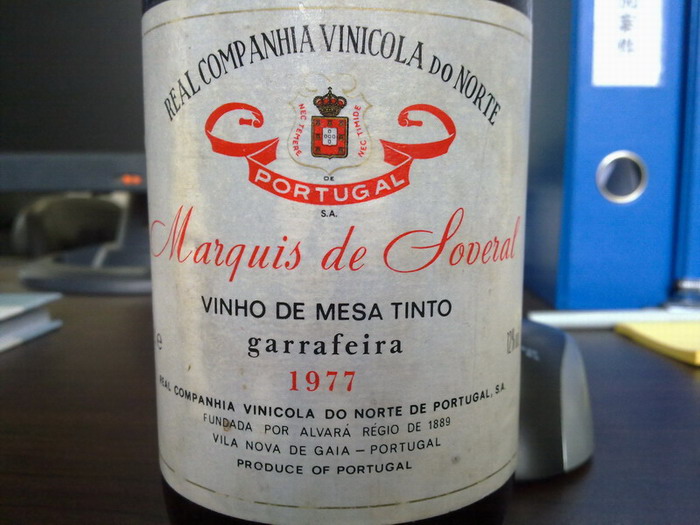 REAL COMPANHIA VINICOLA DO NORTE
NEC TEMERE
NEC TIMIDE
DE
PORTUGAL
S.A.
Marquis de Soveral
VINHO DE MESA TINTO
garrafeira
1977
REAL COMPANHIA VINICOLA DO NORTE DE PORTUGAL, S.A.
FUNDADA POR ALVARÁ RÉGIO DE 1889
VILA NOVA DE GAIA – PORTUGAL
PRODUCE OF PORTUGAL